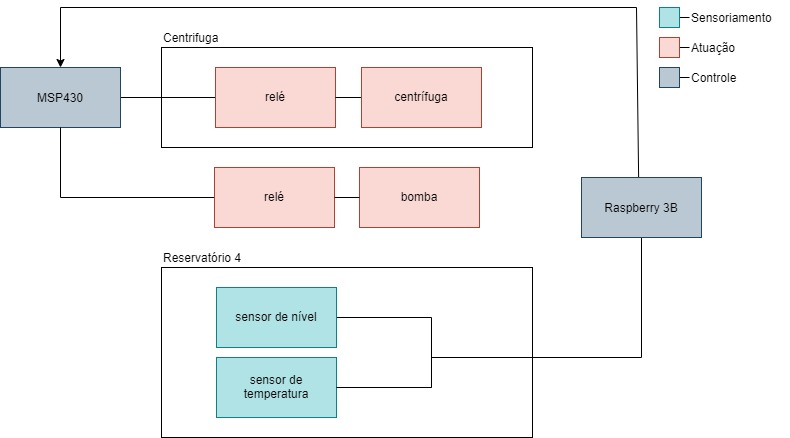 Sensoriamento
Centrifuga
Atuação
Controle
MSP430
relé
centrífuga
relé
bomba
Raspberry 3B
Reservatório 4
sensor de nível
sensor de
temperatura